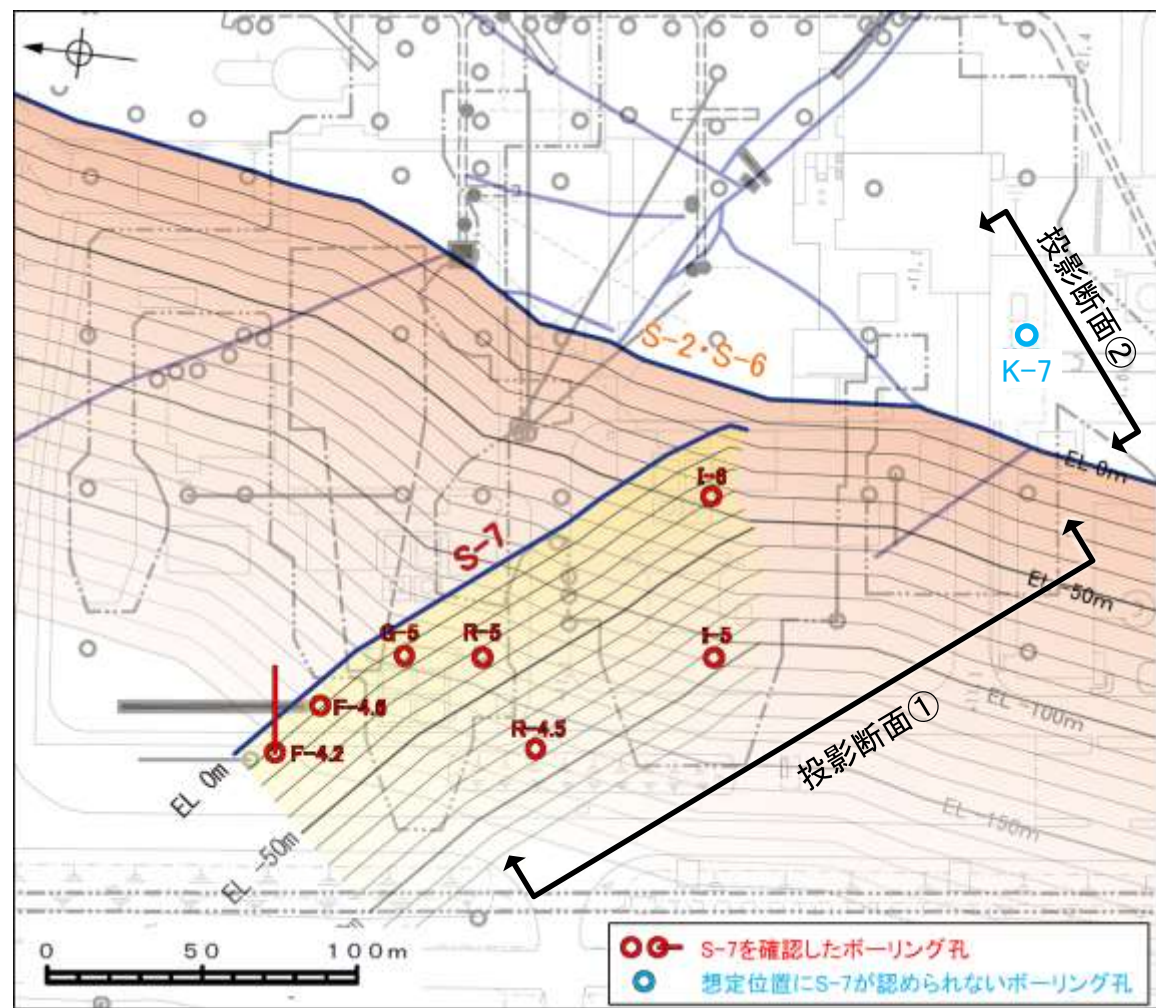 投影断面②
K-7
S-2・S-6
EL 0m
I-6
S-7
EL -50m
G-5
R-5
I-5
F-4.6
EL -100m
F-4.2
R-4.5
投影断面①
EL 0m
EL -150m
EL -50m
0 50 100m
S-7を確認したボーリング孔
想定位置にS-7が認められないボーリング孔